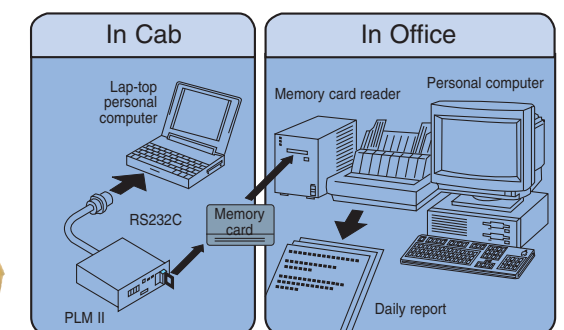 In Cab
Lap-top
personal
computer
RS232C
Memory
card
PLM II
In Office
Memory card reader
Personal computer
Daily report